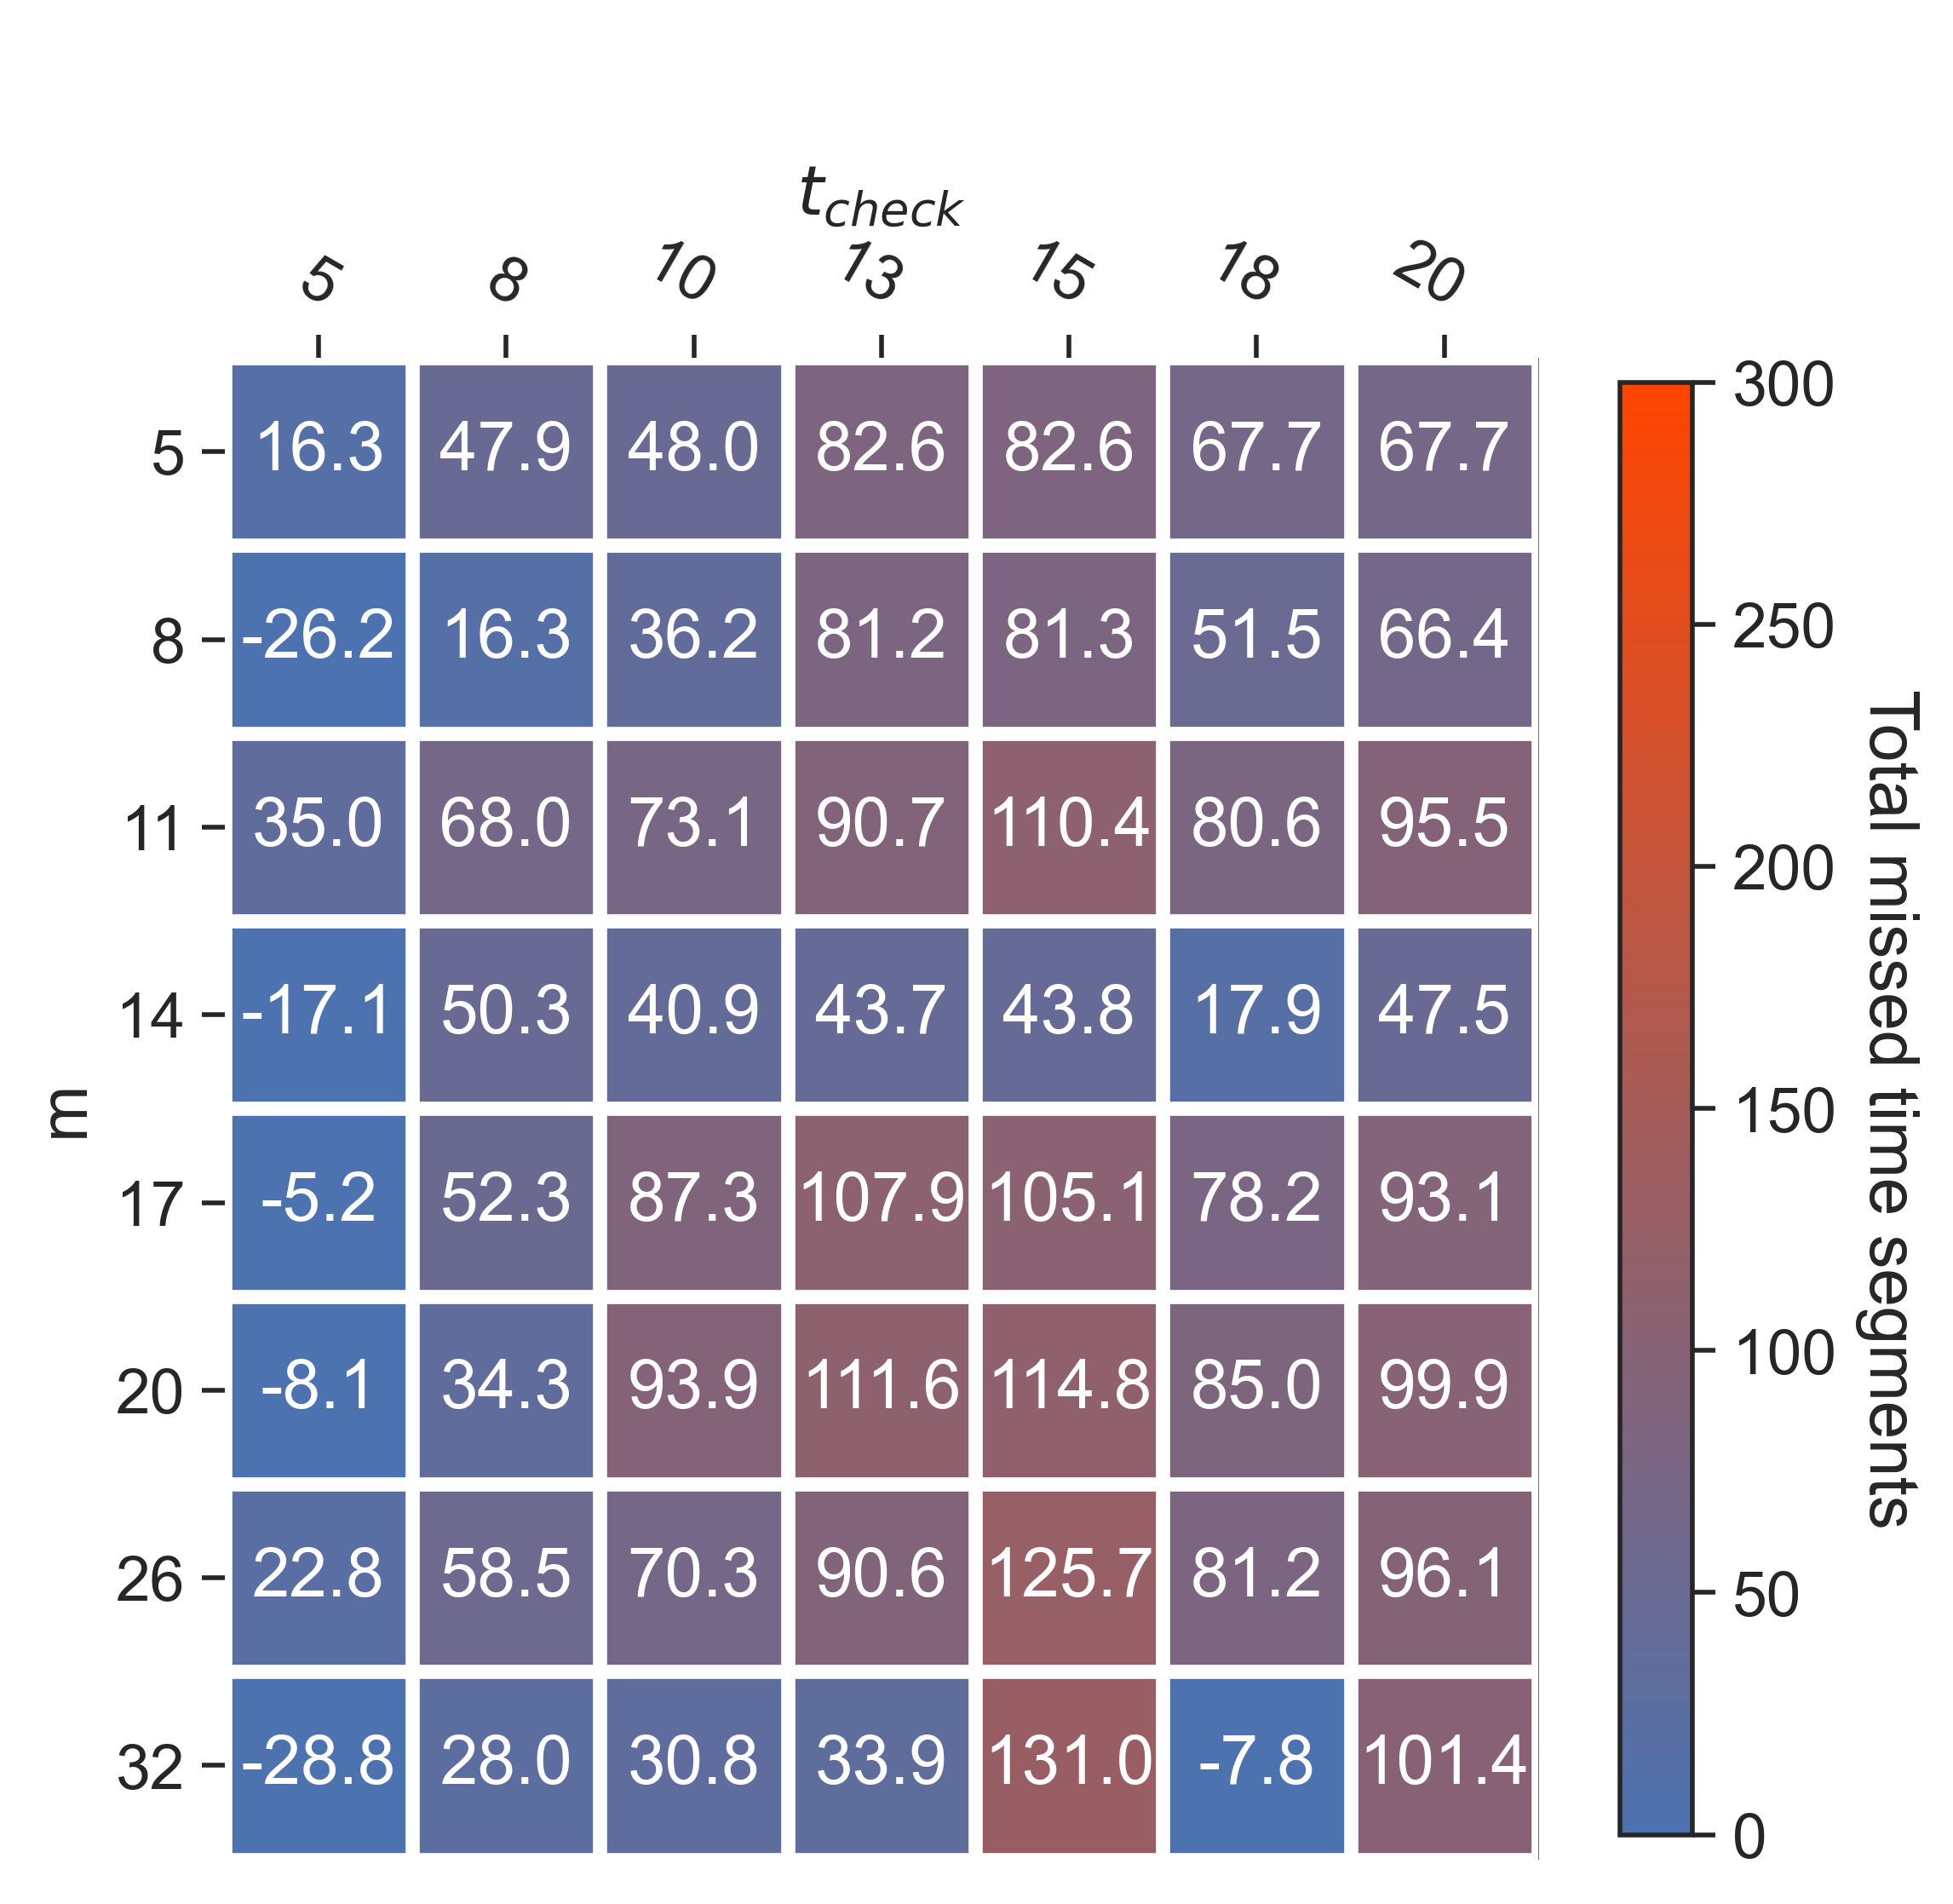 t_check
5 8 10 13 15 18 20
5 16.3 47.9 48.0 82.6 82.6 67.7 67.7
8 -26.2 16.3 36.2 81.2 81.3 51.5 66.4
11 35.0 68.0 73.1 90.7 110.4 80.6 95.5
14 -17.1 50.3 40.9 43.7 43.8 17.9 47.5
17 -5.2 52.3 87.3 107.9 105.1 78.2 93.1
20 -8.1 34.3 93.9 111.6 114.8 85.0 99.9
26 22.8 58.5 70.3 90.6 125.7 81.2 96.1
32 -28.8 28.0 30.8 33.9 131.0 -7.8 101.4
m
300
250
200
150
100
50
0
Total missed time segments